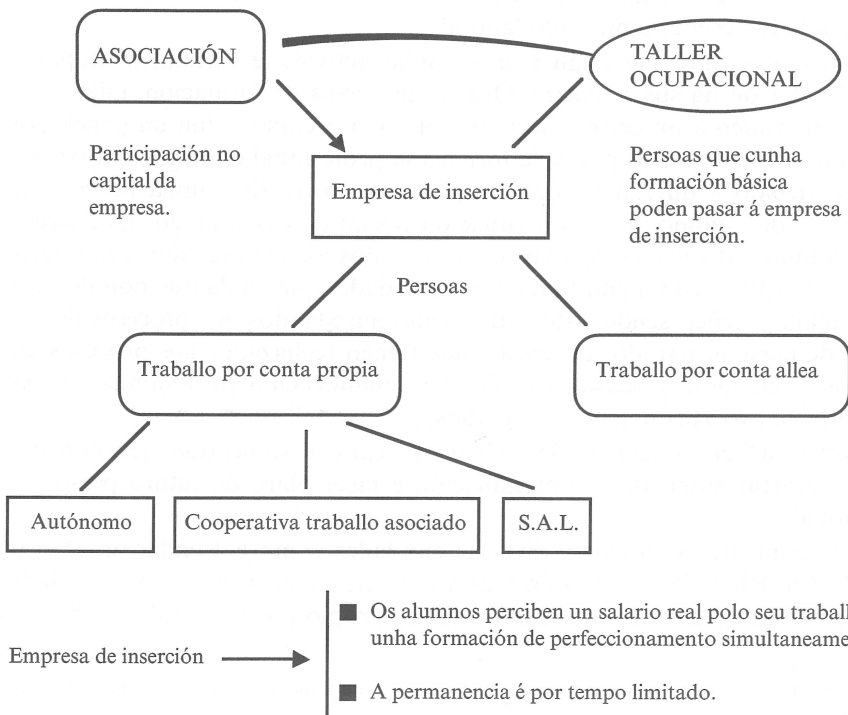 ASOCIACIÓN
TALLER
OCUPACIONAL
Participación no
capital da
empresa.
Empresa de inserción
Persoas que cunha
formación básica
poden pasar á empresa
de inserción.
Persoas
Traballo por conta propia
Traballo por conta allea
Autónomo
Cooperativa traballo asociado
S.A.L.
Empresa de inserción
■ Os alumnos perciben un salario real polo seu
unha formación de perfeccionamento
■ A permanencia é por tempo limitado.